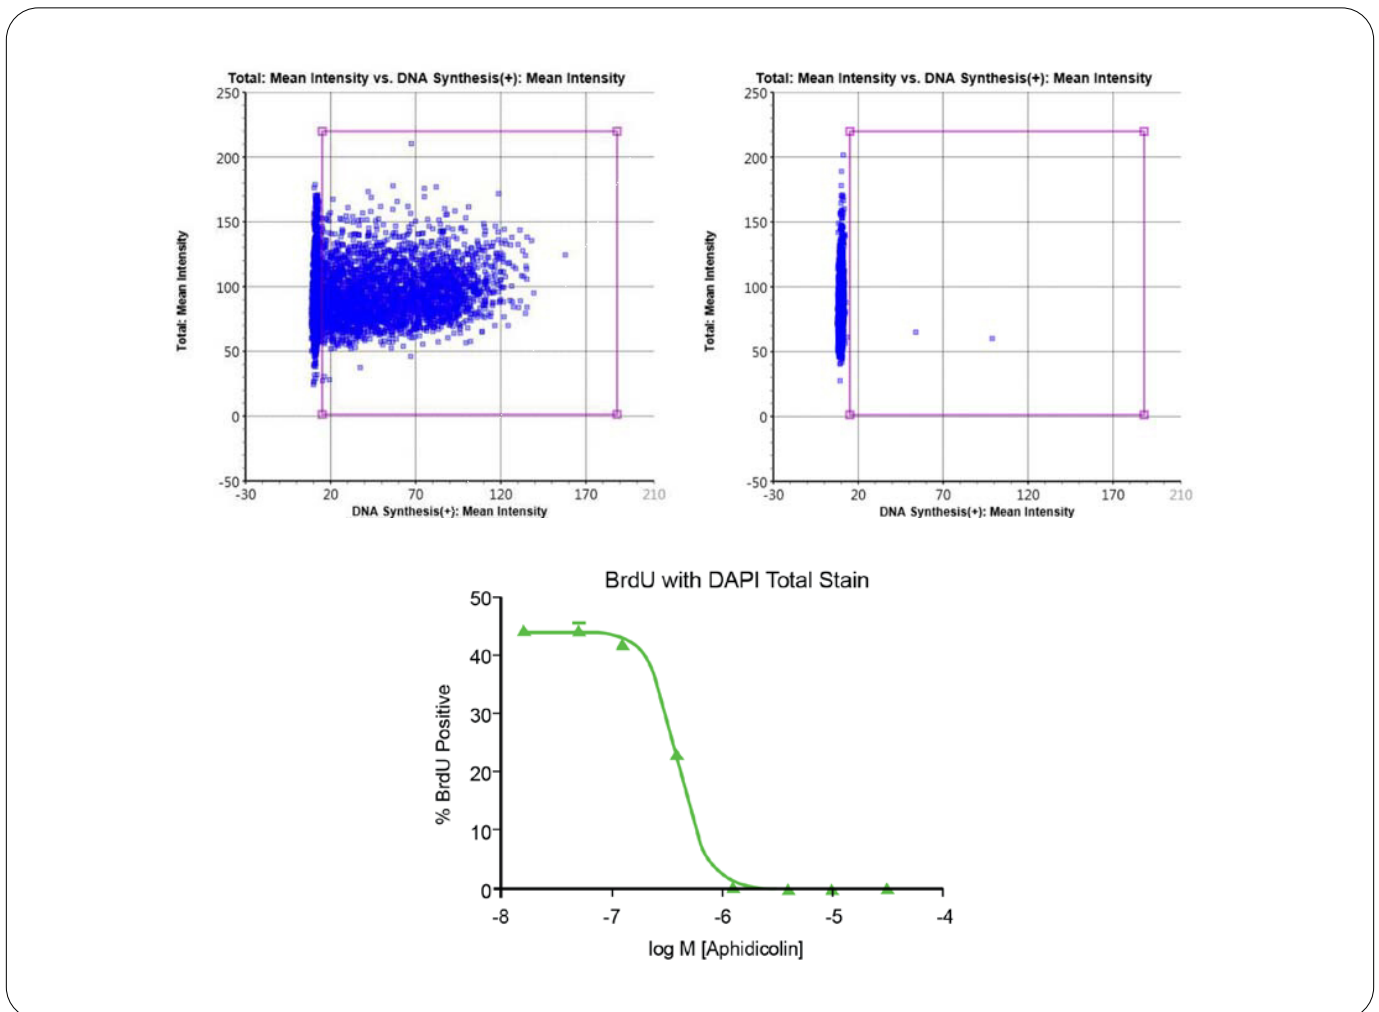 Total: Mean Intensity vs. DNA Synthesis(+): Mean Intensity
250
200
150
100
50
0
-50
-30 20 70 120 170 210
Total: Mean Intensity
DNA Synthesis(+): Mean Intensity
Total: Mean Intensity vs. DNA Synthesis(+): Mean Intensity
250
200
150
100
50
0
-50
-30 20 70 120 170 210
Total: Mean Intensity
DNA Synthesis(+): Mean Intensity
BrdU with DAPI Total Stain
50
40
30
20
10
0
-8 -7 -6 -5 -4
% BrdU Positive
log M [Aphidicolin]